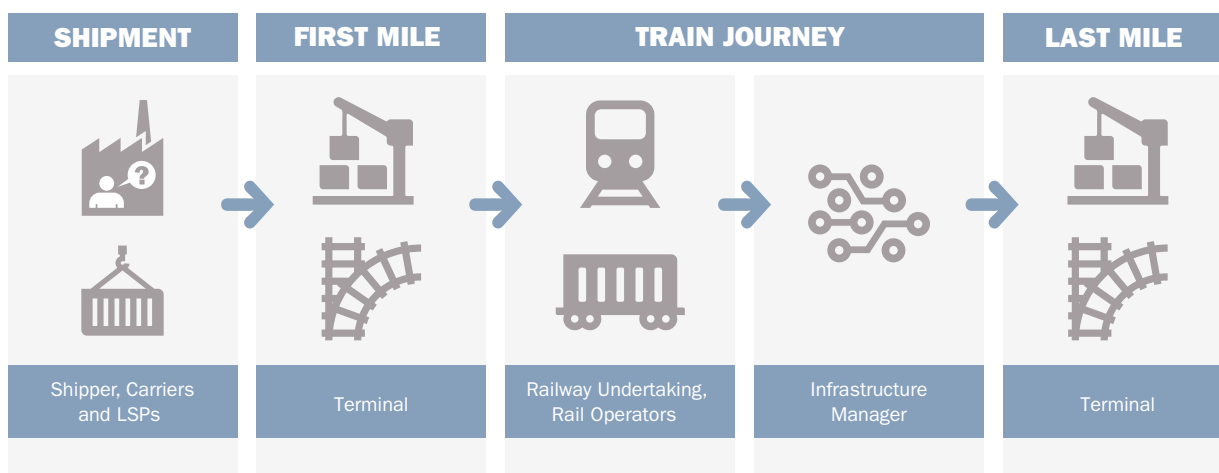 SHIPMENT
FIRST MILE
TRAIN JOURNEY
LAST MILE
?
Shipper, Carriers
and LSPs
Terminal
Railway Undertaking,
Rail Operators
Infrastructure
Manager
Terminal